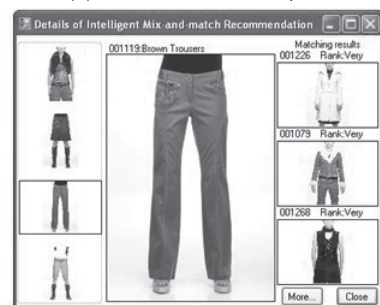 Details of Intelligent Mix-and-match Recommendation
001119:Brown Trousers
Matching results
001226 Rank:Very
001079 Rank:Very
001268 Rank:Very
More... Close